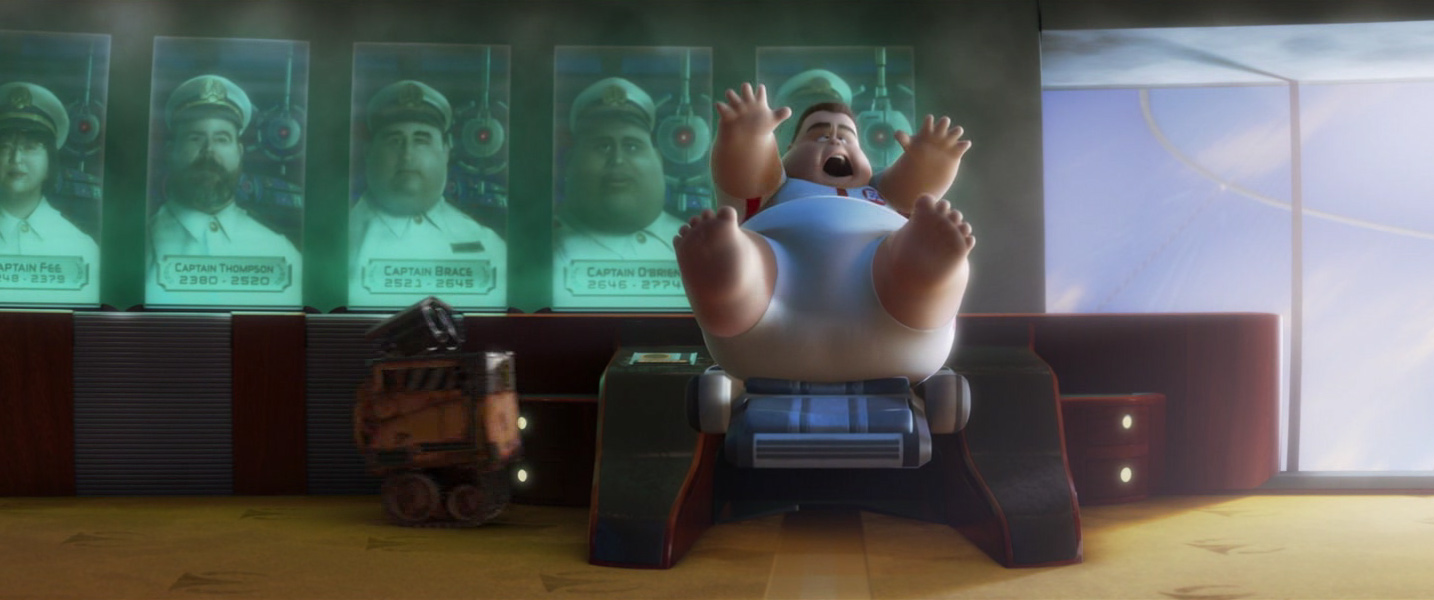 APTAIN FEE
48 - 2379
CAPTAIN THOMPSON
2380 - 2520
CAPTAIN BRACE
2521 - 2645
CAPTAIN O'BRIEN
2646 - 2774